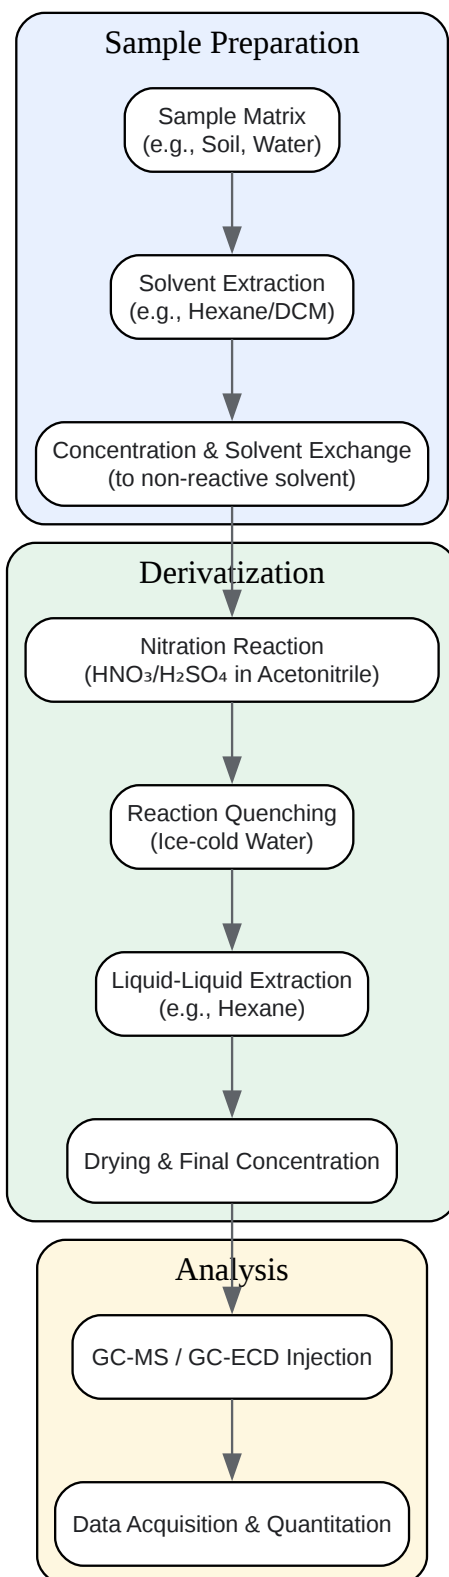 Sample Preparation
Sample Matrix
(e.g., Soil, Water)
Solvent Extraction
(e.g., Hexane/DCM)
Concentration & Solvent Exchange
(to non-reactive solvent)
Derivatization
Nitration Reaction
(HNO₃/H₂SO₄ in Acetonitrile)
Reaction Quenching
(Ice-cold Water)
Liquid-Liquid Extraction
(e.g., Hexane)
Drying & Final Concentration
Analysis
GC-MS / GC-ECD Injection
Data Acquisition & Quantitation